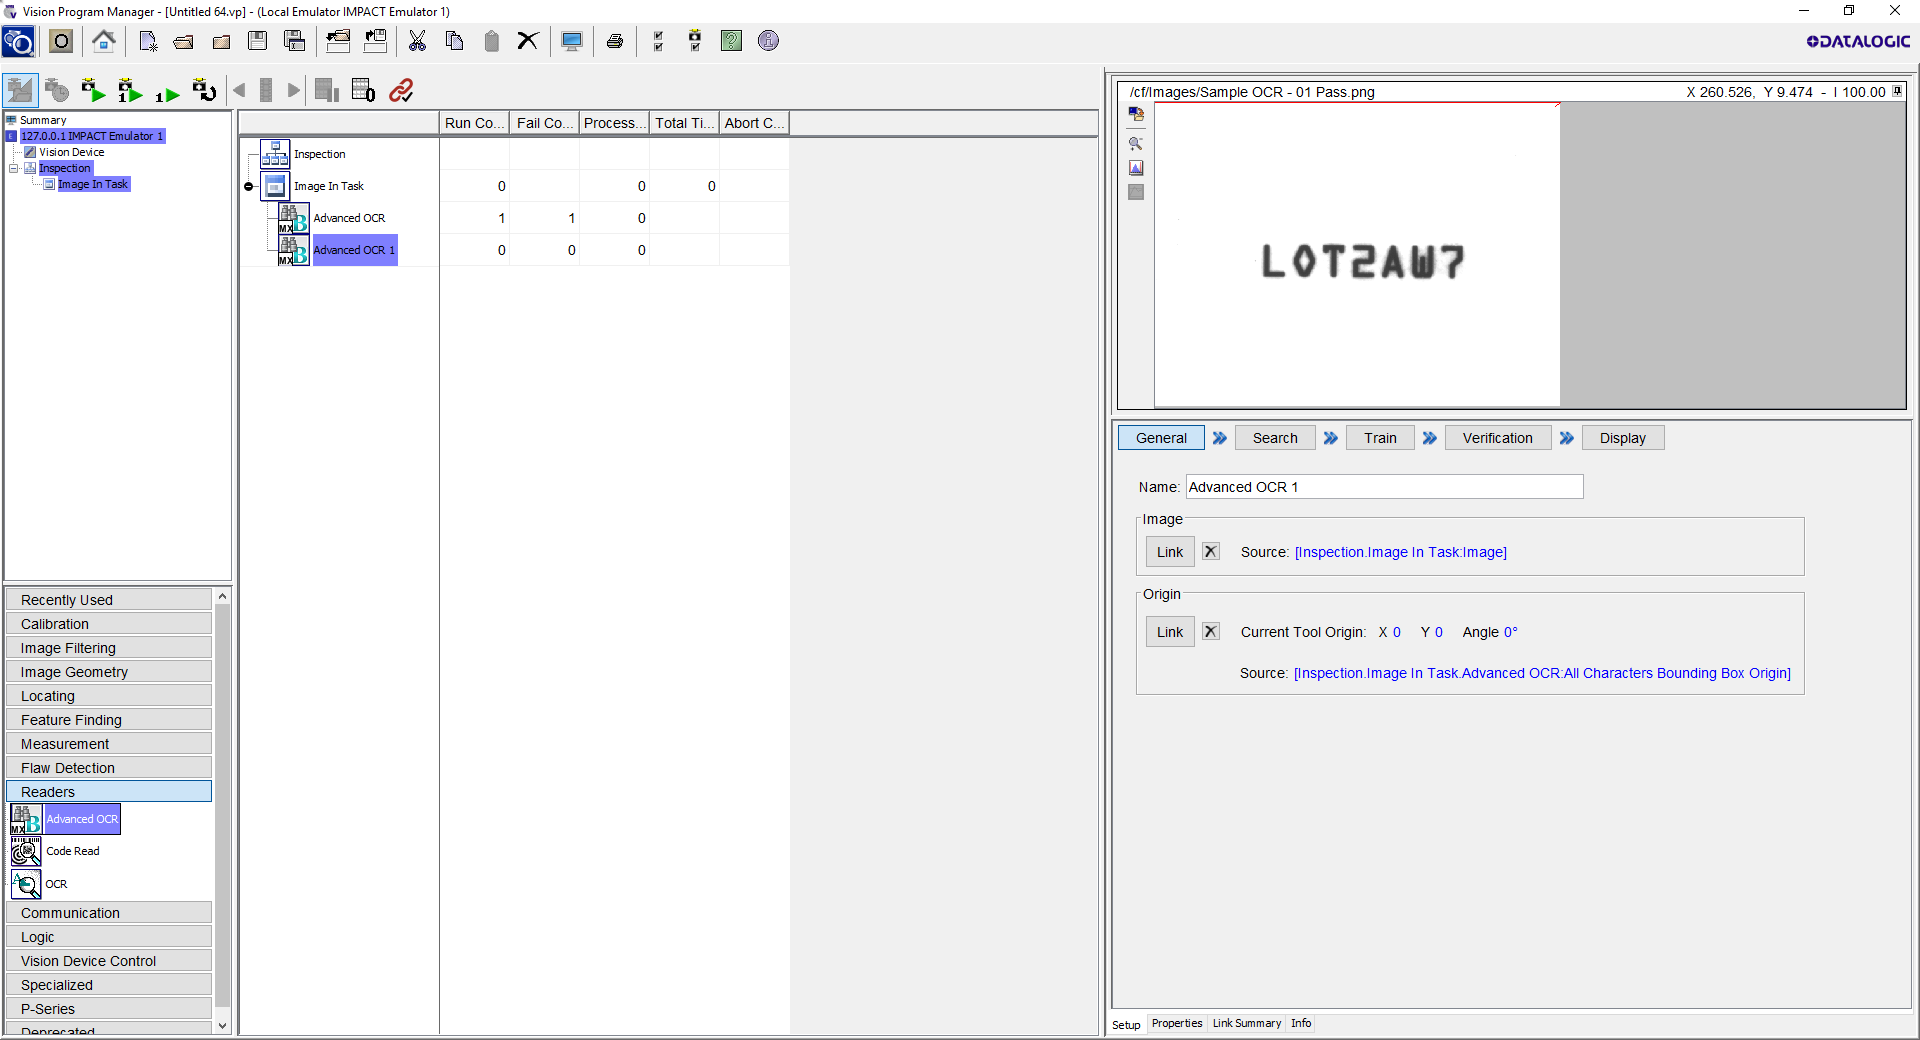 Vision Program Manager - [Untitled 64.vp] - (Local Emulator IMPACT Emulator 1)
DATALOGIC
Summary
127.0.0.1 IMPACT Emulator 1
Vision Device
Inspection
Image In Task
Run Co... Fail Co... Process... Total Ti... Abort C...
Inspection
Image In Task 0 0 0
Advanced OCR 1 1 0
Advanced OCR 1 0 0 0
/cf/Images/Sample OCR - 01 Pass.png X 260.526, Y 9.474 - I 100.00
LOT2AW7
General Search Train Verification Display
Name: Advanced OCR 1
Image
Link Source: [Inspection.Image In Task:Image]
Origin
Link Current Tool Origin: X 0 Y 0 Angle 0°
Source: [Inspection.Image In Task.Advanced OCR:All Characters Bounding Box Origin]
Recently Used
Calibration
Image Filtering
Image Geometry
Locating
Feature Finding
Measurement
Flaw Detection
Readers
MX B Advanced OCR
Code Read
OCR
Communication
Logic
Vision Device Control
Specialized
P-Series
Deprecated
Setup Properties Link Summary Info